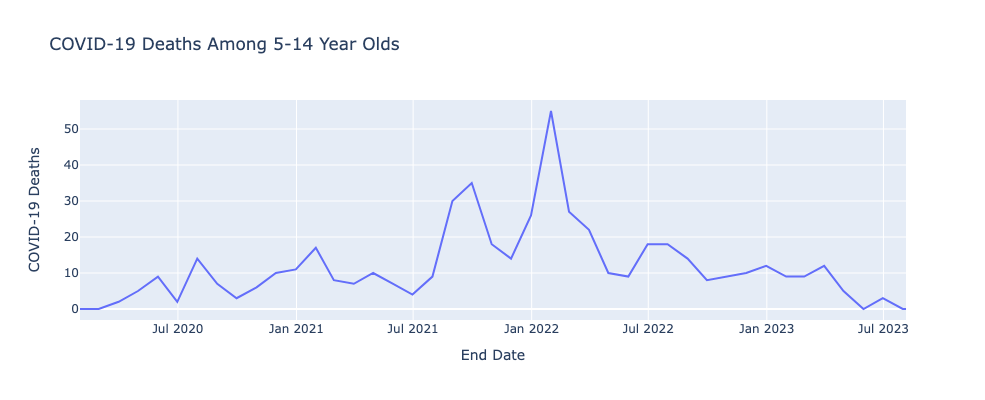 COVID-19 Deaths Among 5-14 Year Olds
COVID-19 Deaths
50
40
30
20
10
0
Jul 2020 Jan 2021 Jul 2021 Jan 2022 Jul 2022 Jan 2023 Jul 2023
End Date